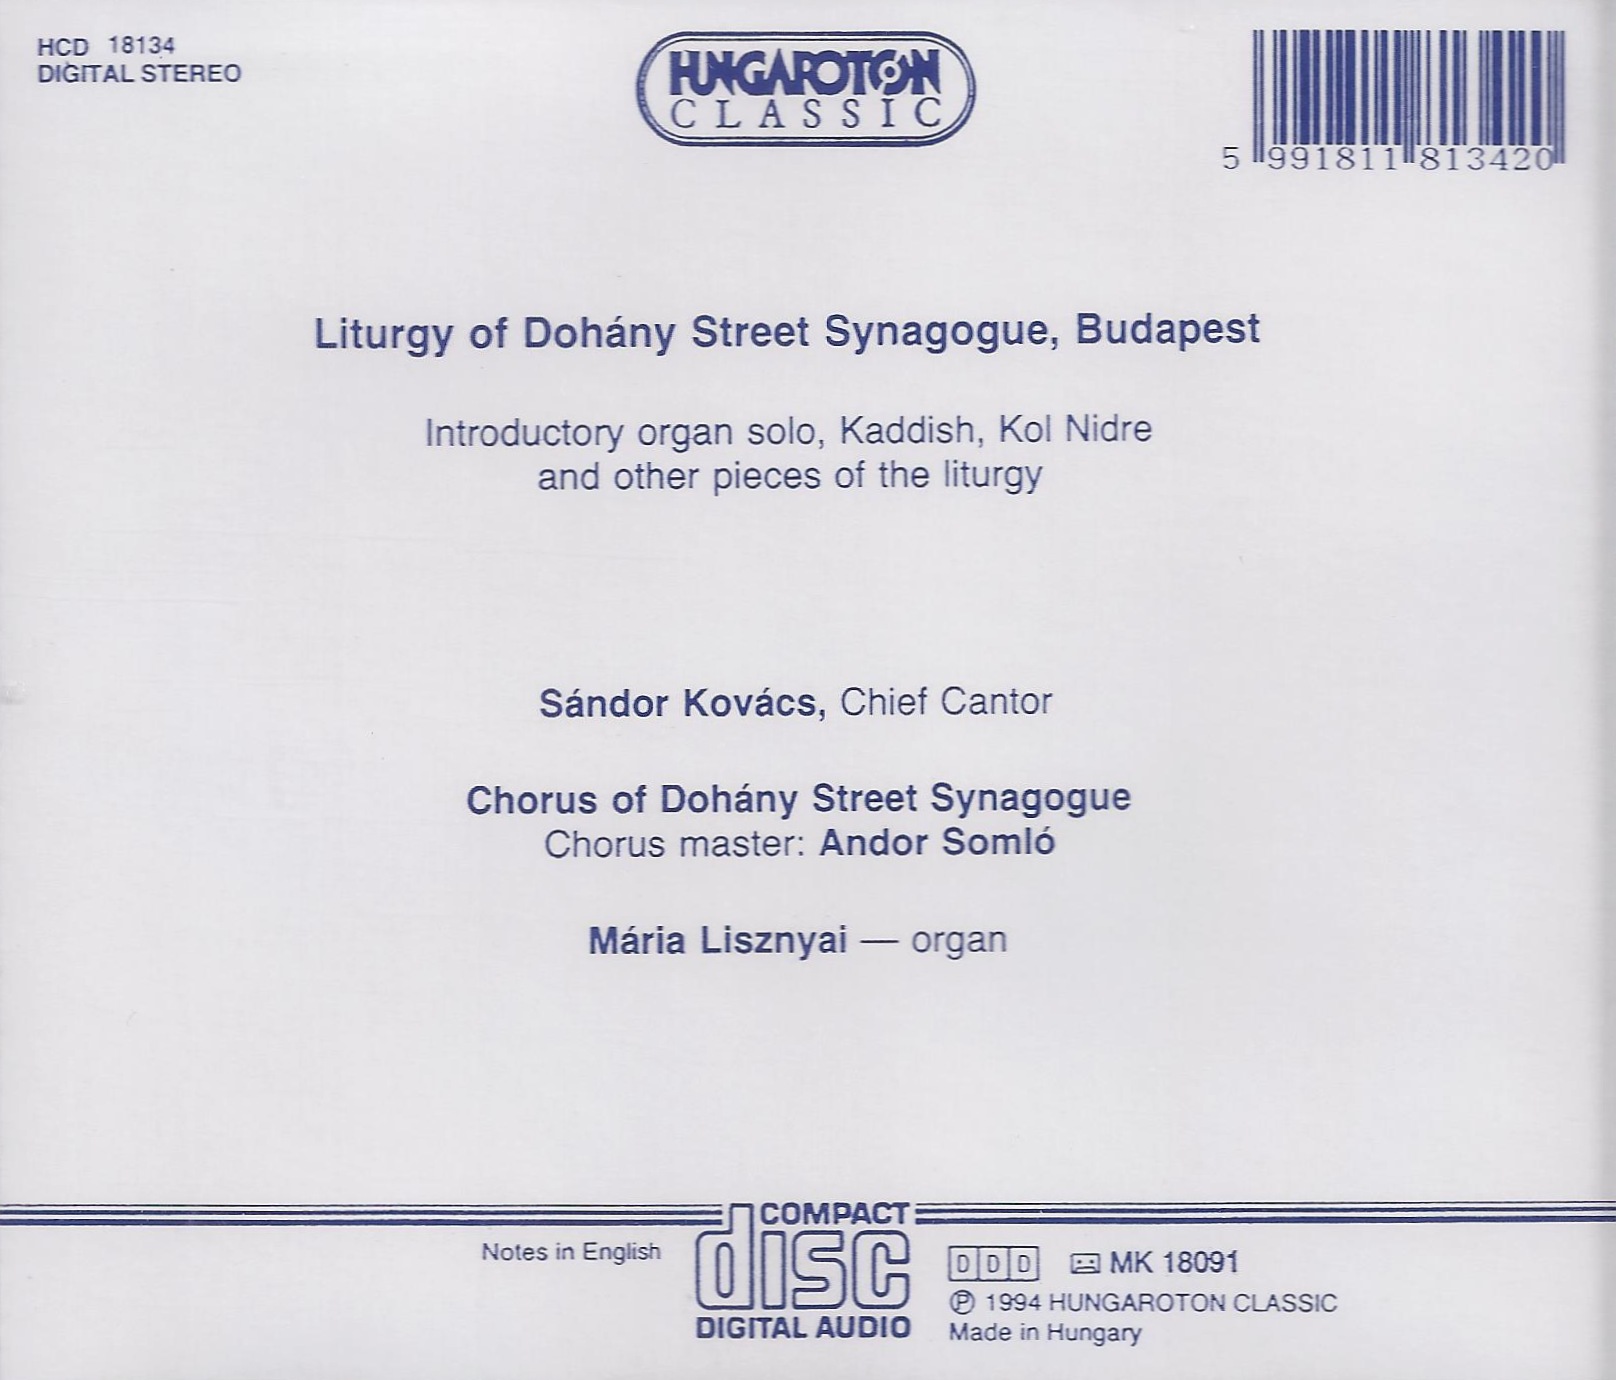 HCD 18134
DIGITAL STEREO
HUNGAROTON
CLASSIC
5 991811 813420
Liturgy of Dohány Street Synagogue, Budapest
Introductory organ solo, Kaddish, Kol Nidre
and other pieces of the liturgy
Sándor Kovács, Chief Cantor
Chorus of Dohány Street Synagogue
Chorus master: Andor Somló
Mária Lisznyai — organ
Notes in English
COMPACT
disc
DIGITAL AUDIO
DDD MK 18091
Ⓟ 1994 HUNGAROTON CLASSIC
Made in Hungary